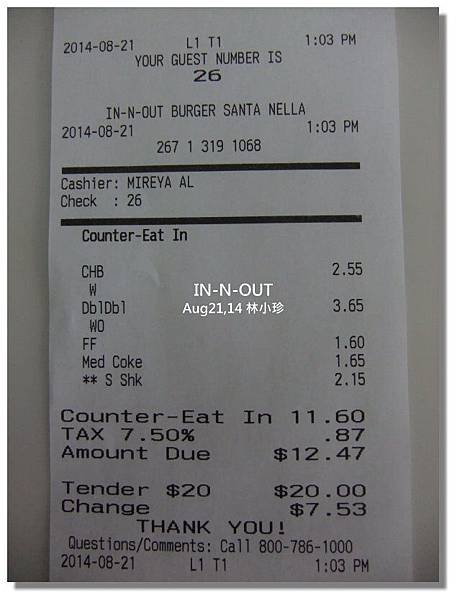 2014-08-21 L1 T1 1:03 PM
YOUR GUEST NUMBER IS
26
IN-N-OUT BURGER SANTA NELLA
2014-08-21 1:03 PM
267 1 319 1068
Cashier: MIREYA AL
Check : 26
Counter-Eat In
CHB 2.55
W
DblDbl 3.65
WO
FF 1.60
Med Coke 1.65
** S Shk 2.15
IN-N-OUT
Aug21,14 林小珍
Counter-Eat In 11.60
TAX 7.50% .87
Amount Due $12.47
Tender $20 $20.00
Change $7.53
THANK YOU!
Questions/Comments: Call 800-786-1000
2014-08-21 L1 T1 1:03 PM